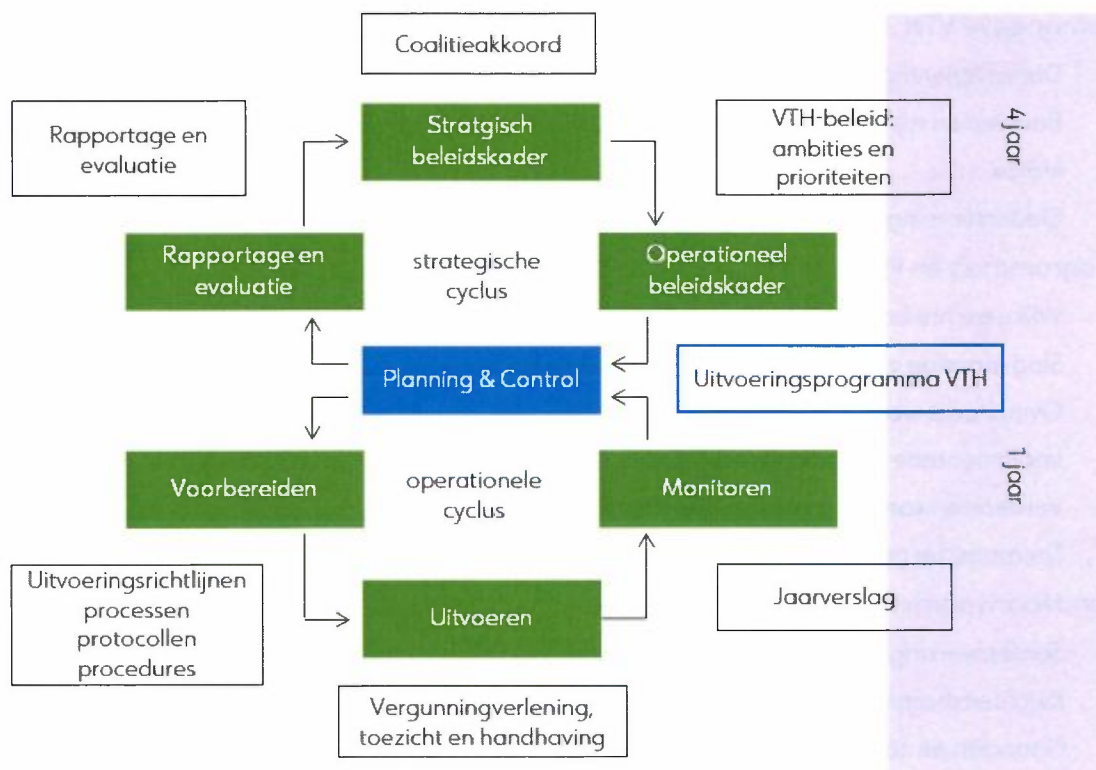 Coalitieakkoord
Rapportage en
evaluatie
Stratgisch
beleidskader
VTH-beleid:
ambities en
prioriteiten
4 jaar
Rapportage en
evaluatie
strategische
cyclus
Operationeel
beleidskader
Planning & Control
Uitvoeringsprogramma VTH
Voorbereiden
operationele
cyclus
Monitoren
1 jaar
Uitvoeringsrichtlijnen
processen
protocollen
procedures
Uitvoeren
Jaarverslag
Vergunningverlening,
toezicht en handhaving